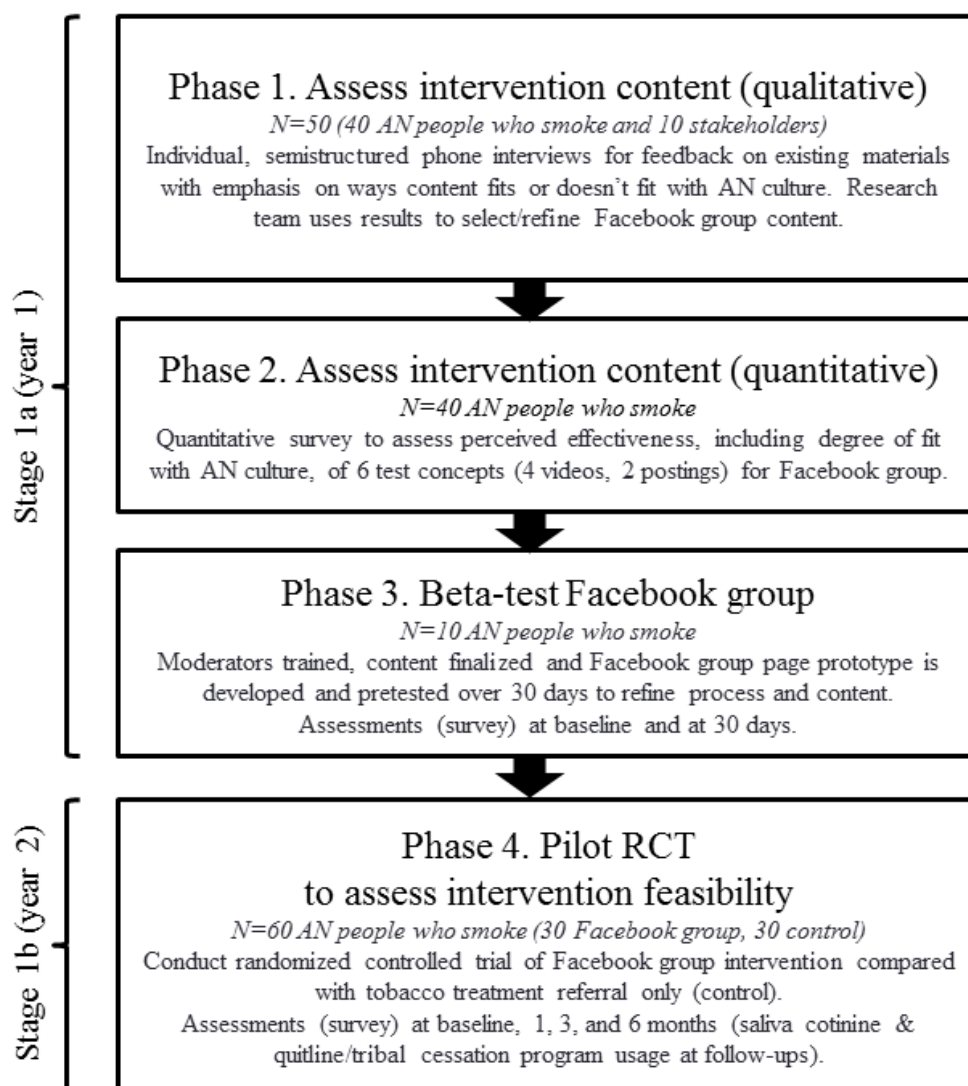 Stage 1a (year 1)
Phase 1. Assess intervention content (qualitative)
N=50 (40 AN people who smoke and 10 stakeholders)
Individual, semistructured phone interviews for feedback on existing materials
with emphasis on ways content fits or doesn't fit with AN culture. Research
team uses results to select/refine Facebook group content.
Phase 2. Assess intervention content (quantitative)
N=40 AN people who smoke
Quantitative survey to assess perceived effectiveness, including degree of fit
with AN culture, of 6 test concepts (4 videos, 2 postings) for Facebook group.
Phase 3. Beta-test Facebook group
N=10 AN people who smoke
Moderators trained, content finalized and Facebook group page prototype is
developed and pretested over 30 days to refine process and content.
Assessments (survey) at baseline and at 30 days.
Stage 1b (year 2)
Phase 4. Pilot RCT
to assess intervention feasibility
N=60 AN people who smoke (30 Facebook group, 30 control)
Conduct randomized controlled trial of Facebook group intervention compared
with tobacco treatment referral only (control).
Assessments (survey) at baseline, 1, 3, and 6 months (saliva cotinine &
quitline/tribal cessation program usage at follow-ups).